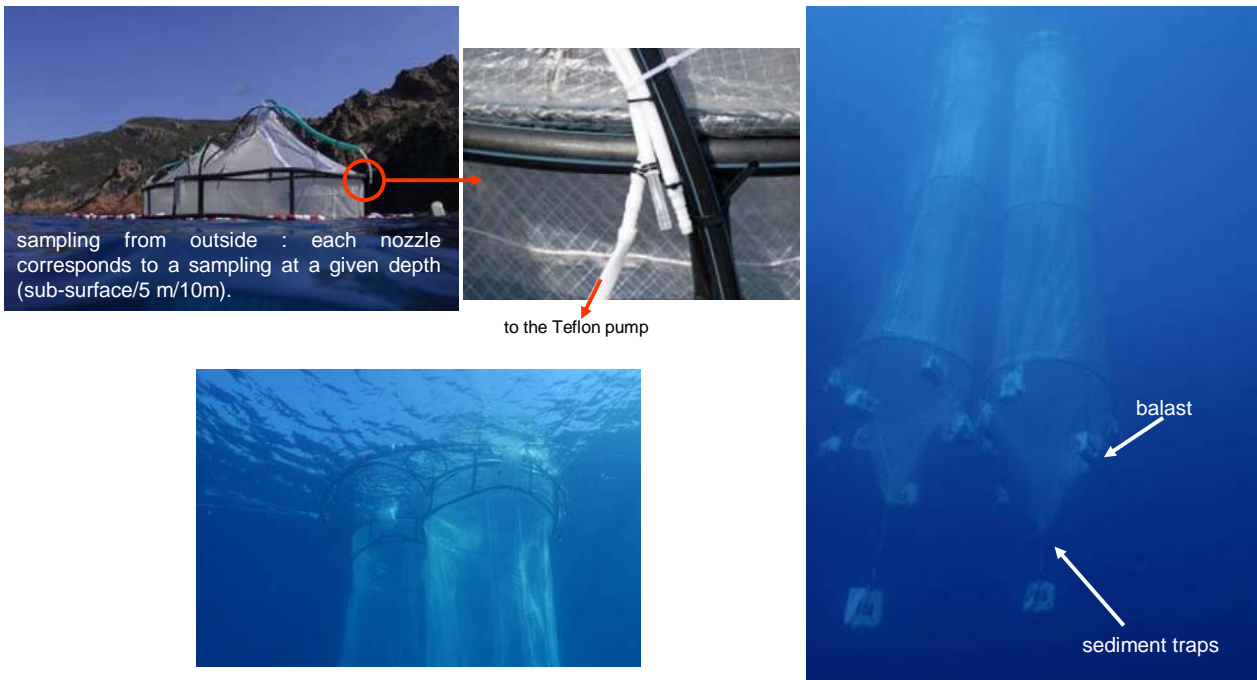 sampling from outside : each nozzle
corresponds to a sampling at a given depth
(sub-surface/5 m/10m).
to the Teflon pump
balast
sediment traps